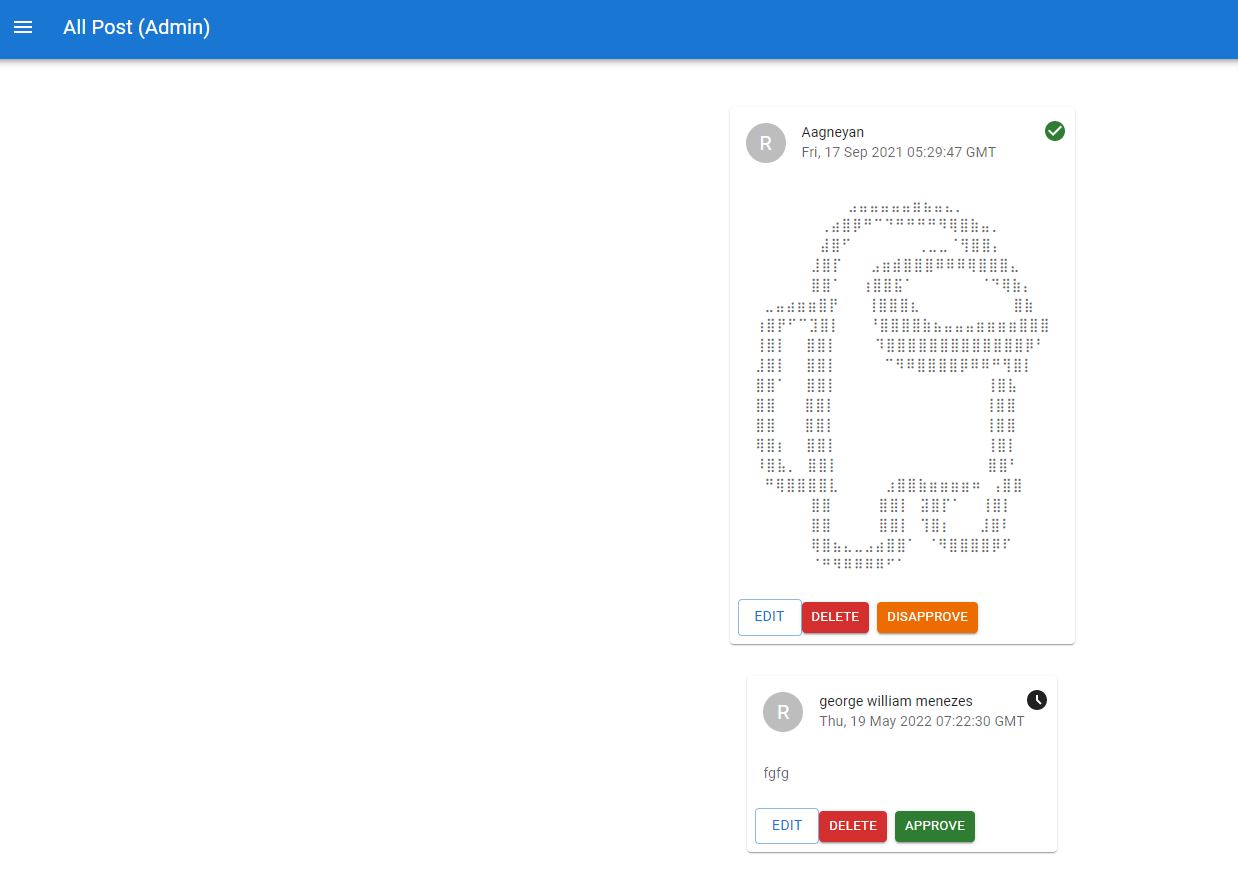 All Post (Admin)
R
Aagneyan
Fri, 17 Sep 2021 05:29:47 GMT
EDIT
DELETE
DISAPPROVE
R
george william menezes
Thu, 19 May 2022 07:22:30 GMT
fgfg
EDIT
DELETE
APPROVE